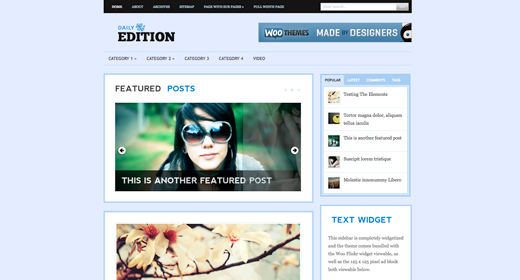 HOME ABOUT ARCHIVES SITEMAP PAGE WITH SUB PAGES FULL WIDTH PAGE
DAILY
EDITION
WOO THEMES MADE BY DESIGNERS
CATEGORY 1 CATEGORY 2 CATEGORY 3 CATEGORY 4 VIDEO
FEATURED POSTS
THIS IS ANOTHER FEATURED POST
POPULAR LATEST COMMENTS TAGS
Testing The Elements
Tortor magna dolor, aliquam
tellus iaculis
This is another featured post
Suscipit lorem tristique
Molestie innonummy Libero
TEXT WIDGET
This sidebar is completely widgetized
and the theme comes bundled with
the Woo Flickr widget viewable, as
well as the 125 x 125 pixel ad block
both viewable below.